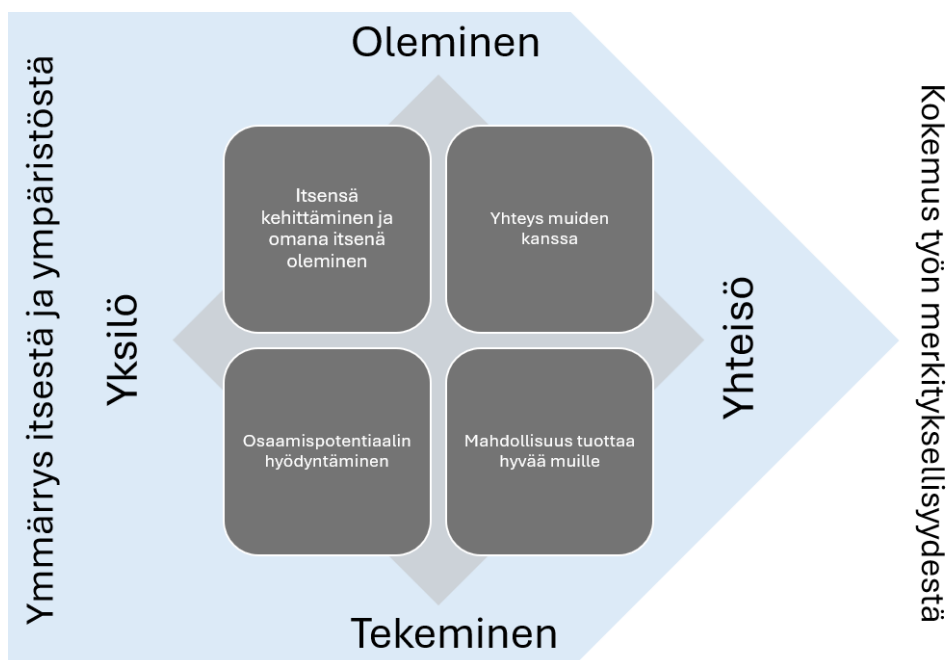 Oleminen
Ymmärrys itsestä ja ympäristöstä
Yksilö
Itsensä
kehittäminen ja
omana itsenä
oleminen
Yhteys muiden
kanssa
Osaamispotentiaalin
hyödyntäminen
Mahdollisuus tuottaa
hyvää muille
Yhteisö
Kokemus työn merkityksellisyydestä
Tekeminen